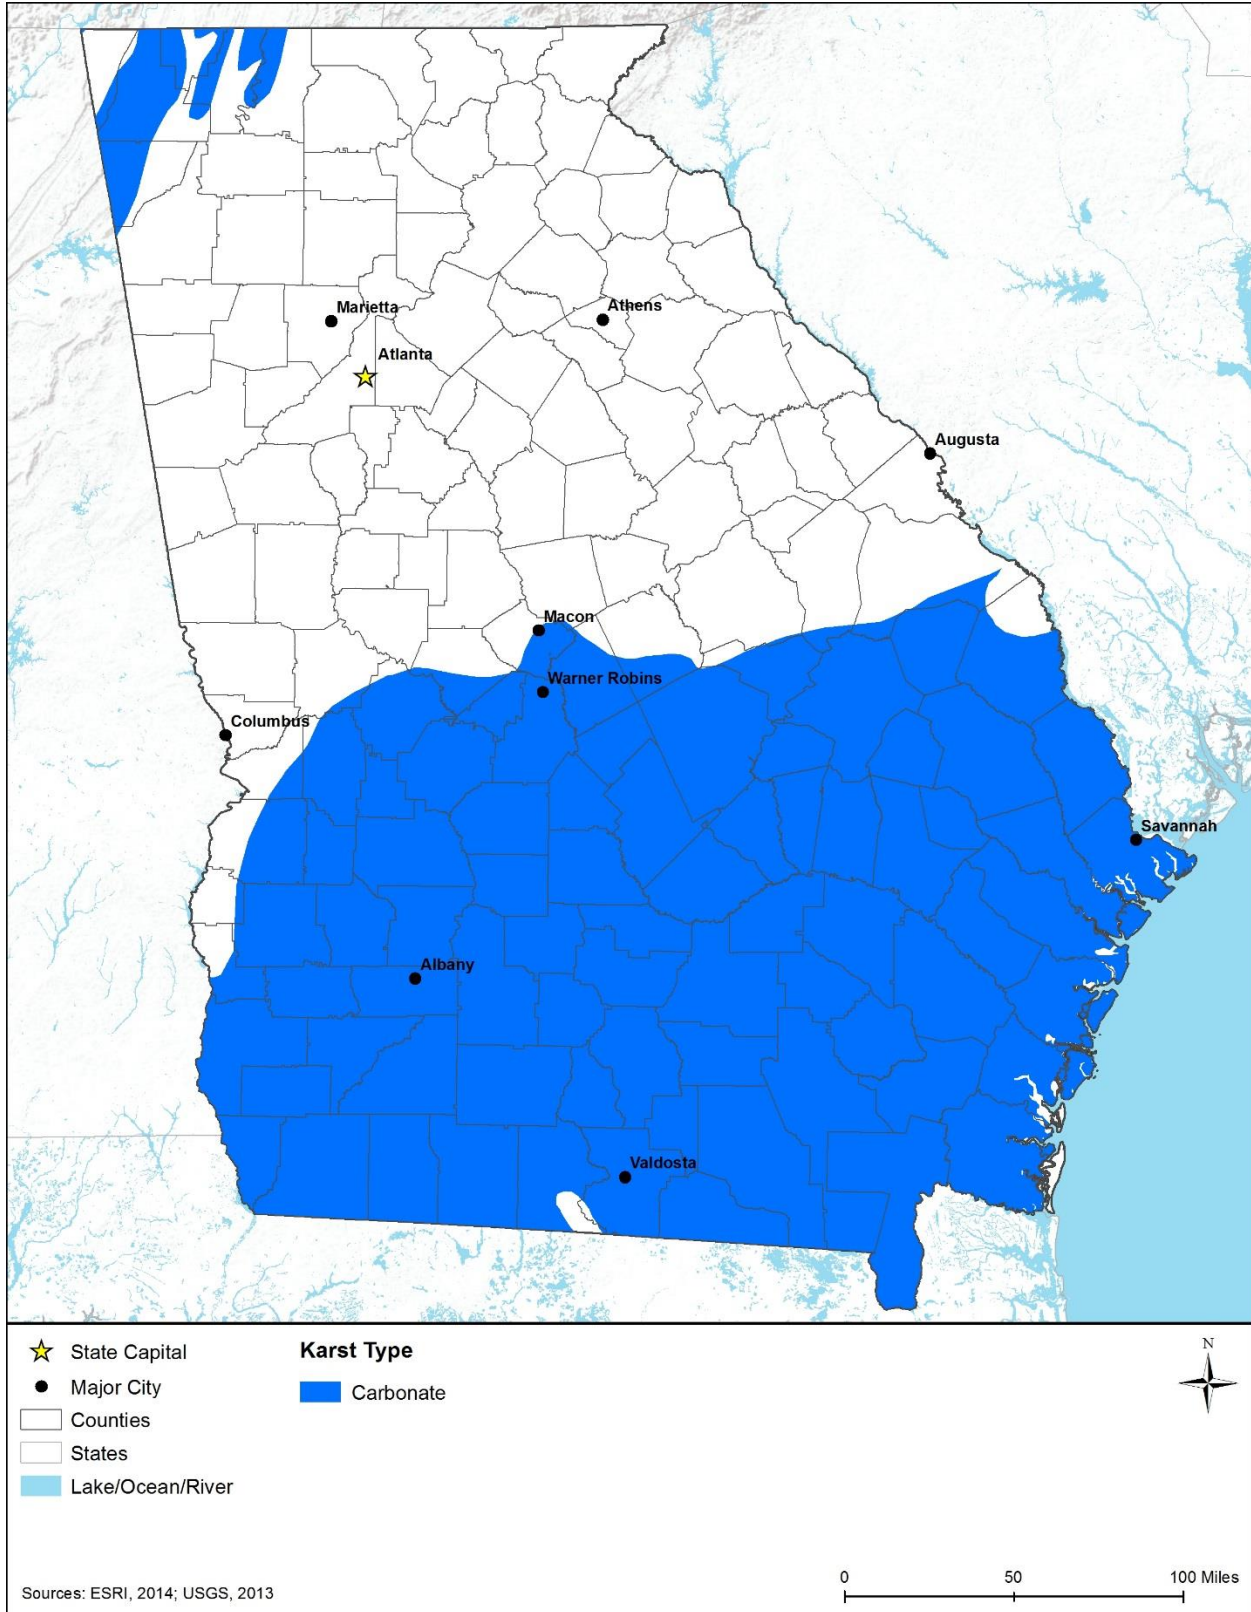 Marietta
Athens
Atlanta
Augusta
Macon
Warner Robins
Columbus
Savannah
Albany
Valdosta
State Capital
Major City
Counties
States
Lake/Ocean/River
Karst Type
Carbonate
N
Sources: ESRI, 2014; USGS, 2013
0 50 100 Miles